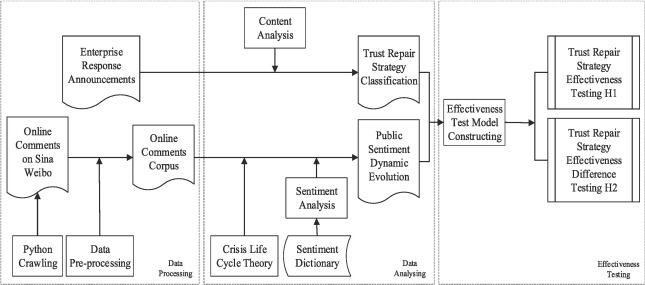 Content
Analysis
Enterprise
Response
Announcements
Trust Repair
Strategy
Classification
Trust Repair
Strategy
Effectiveness
Testing H1
Online
Comments
on Sina
Weibo
Online
Comments
Corpus
Public
Sentiment
Dynamic
Evolution
Effectiveness
Test Model
Constructing
Trust Repair
Strategy
Effectiveness
Difference
Testing H2
Sentiment
Analysis
Python
Crawling
Data
Pre-processing
Data
Processing
Crisis Life
Cycle Theory
Sentiment
Dictionary
Data
Analysing
Effectiveness
Testing